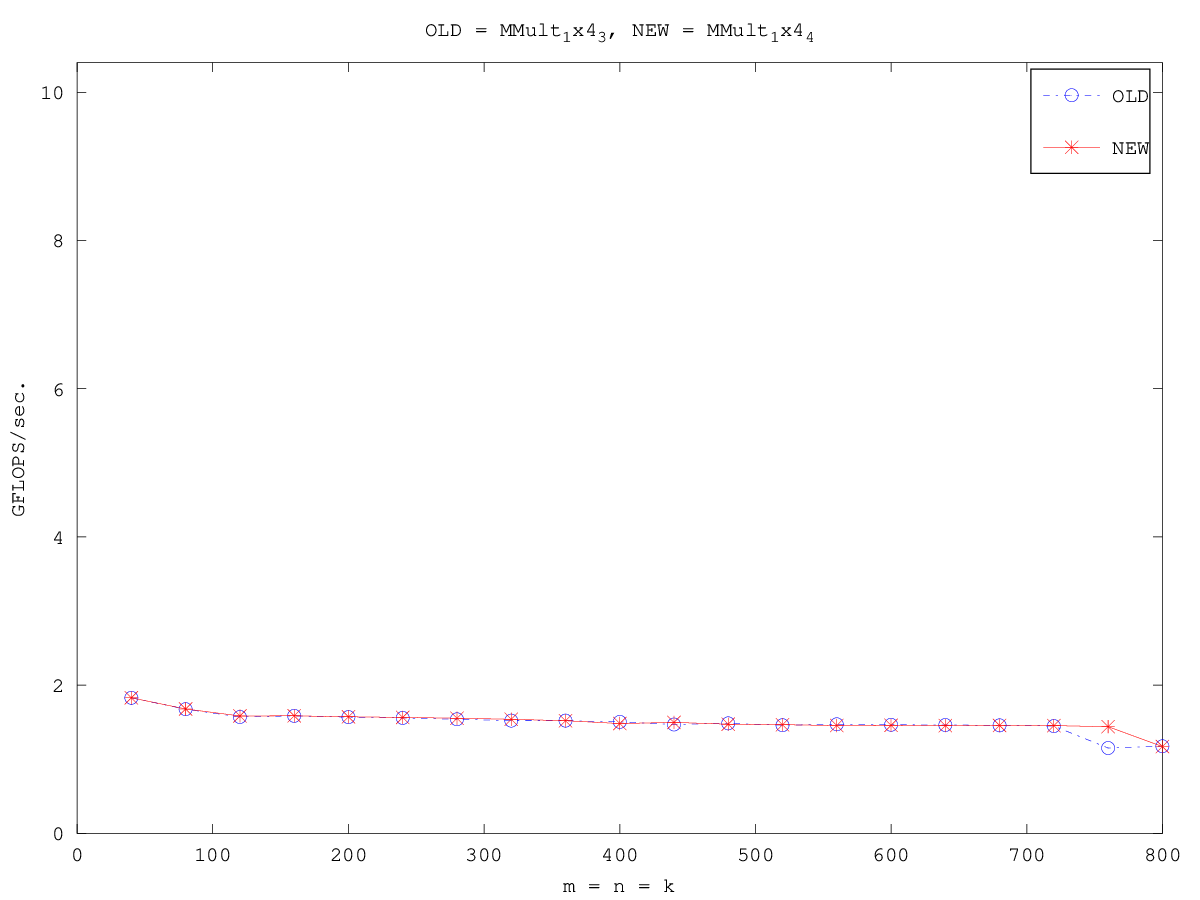 OLD = MMult₁x4₃, NEW = MMult₁x4₄
OLD
NEW
10
8
6
4
2
0
GFLOPS/sec.
0 100 200 300 400 500 600 700 800
m = n = k